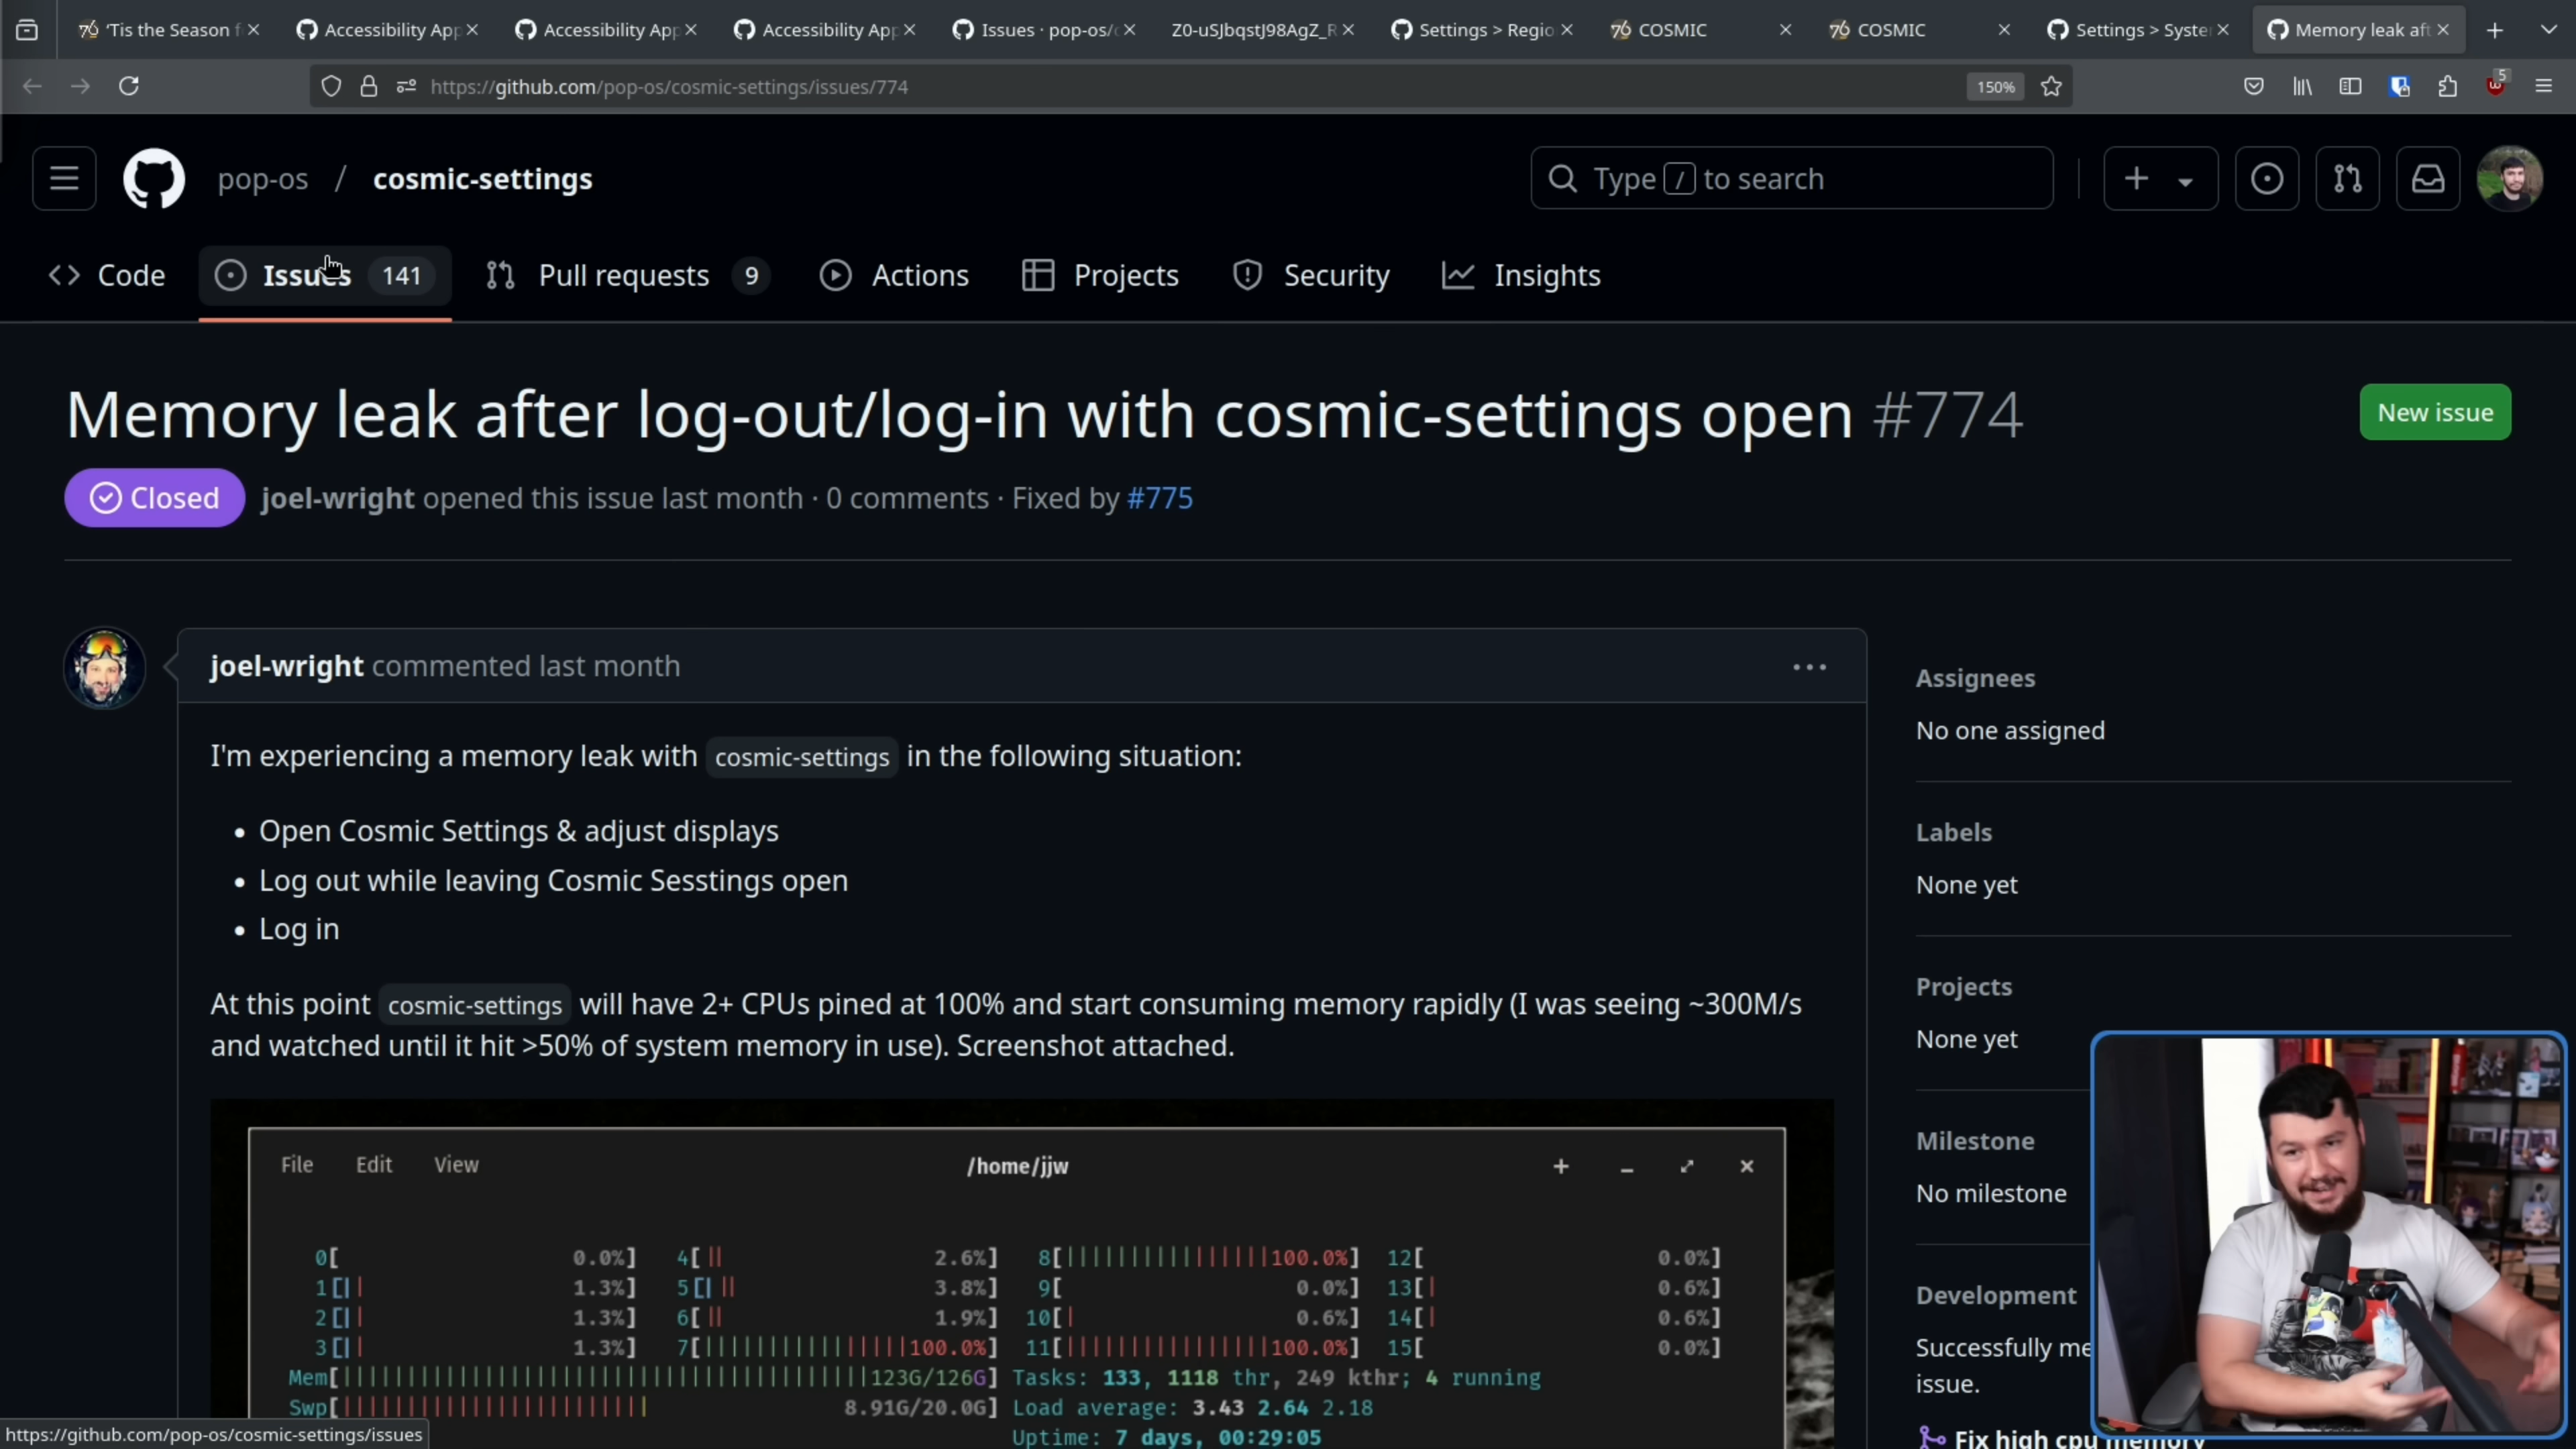 'Tis the Season f
Accessibility App
Accessibility App
Accessibility App
Issues · pop-os/c
Z0-uSJbqstJ98AgZ_R
Settings > Regio
COSMIC
COSMIC
Settings > Syste
Memory leak aft
https://github.com/pop-os/cosmic-settings/issues/774
150%
5
pop-os / cosmic-settings
Type / to search
Code
Issues 141
Pull requests 9
Actions
Projects
Security
Insights
Memory leak after log-out/log-in with cosmic-settings open #774
New issue
Closed
joel-wright opened this issue last month · 0 comments · Fixed by #775
joel-wright commented last month
I'm experiencing a memory leak with cosmic-settings in the following situation:
• Open Cosmic Settings & adjust displays
• Log out while leaving Cosmic Sesstings open
• Log in
At this point cosmic-settings will have 2+ CPUs pined at 100% and start consuming memory rapidly (I was seeing ~300M/s
and watched until it hit >50% of system memory in use). Screenshot attached.
File Edit View
/home/jjw
0[ 0.0%] 4[|| 2.6%] 8[||||||||||||||||100.0%] 12[ 0.0%]
1[|| 1.3%] 5[||| 3.8%] 9[ 0.0%] 13[| 0.6%]
2[|| 1.3%] 6[|| 1.9%] 10[| 0.6%] 14[| 0.6%]
3[|| 1.3%] 7[||||||||||||||||100.0%] 11[||||||||||||||||100.0%] 15[ 0.0%]
Mem[||||||||||||||||||||||||||||||||||||||123G/126G] Tasks: 133, 1118 thr, 249 kthr; 4 running
Swp[|||||||||||||||||||||| 8.91G/20.0G] Load average: 3.43 2.64 2.18
Uptime: 7 days, 00:29:05
Assignees
No one assigned
Labels
None yet
Projects
None yet
Milestone
No milestone
Development
Successfully me
issue.
Fix high cpu memory
https://github.com/pop-os/cosmic-settings/issues